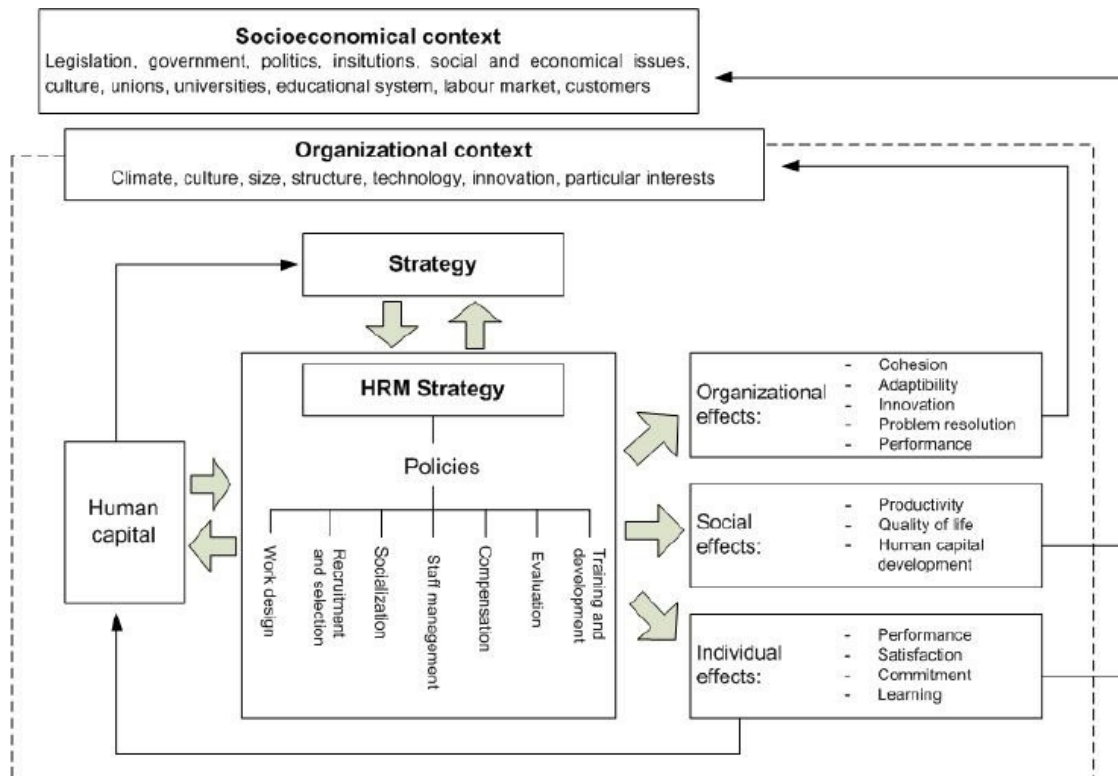 Socioeconomical context
Legislation, government, politics, insitutions, social and economical issues,
culture, unions, universities, educational system, labour market, customers
Organizational context
Climate, culture, size, structure, technology, innovation, particular interests
Strategy
HRM Strategy
Policies
Human
capital
Work design
Recruitment
and selection
Socialization
Staff management
Compensation
Evaluation
Training and
development
Organizational
effects:
- Cohesion
- Adaptibility
- Innovation
- Problem resolution
- Performance
Social
effects:
- Productivity
- Quality of life
- Human capital
development
Individual
effects:
- Performance
- Satisfaction
- Commitment
- Learning